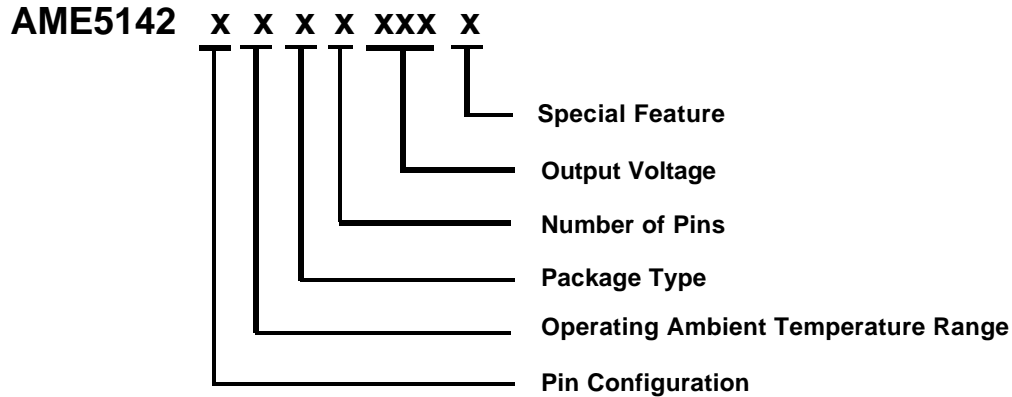 AME5142 x x x x xxx x
Special Feature
Output Voltage
Number of Pins
Package Type
Operating Ambient Temperature Range
Pin Configuration